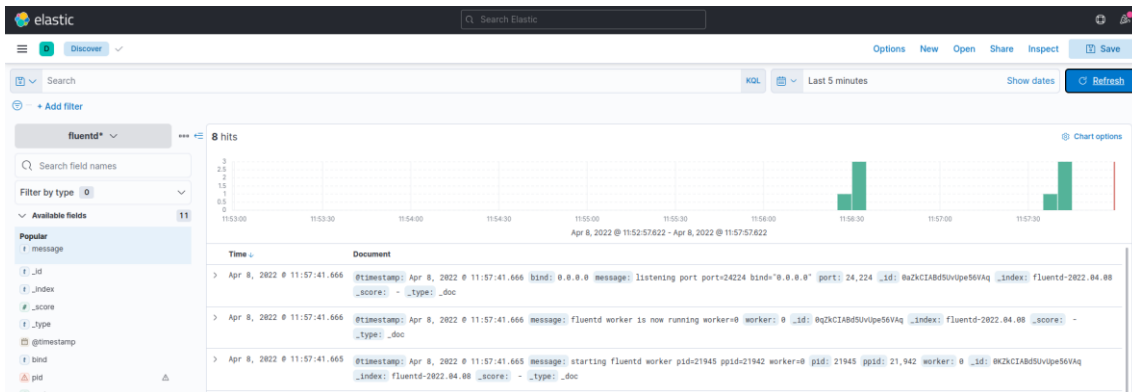 elastic
Search Elastic
D Discover Options New Open Share Inspect Save
Search KQL Last 5 minutes Show dates Refresh
+ Add filter
fluentd*
Search field names
Filter by type 0
Available fields 11
Popular
t message
t _id
t _index
# _score
t _type
@timestamp
t bind
pid
8 hits
Chart options
3
2.5
2
1.5
1
0.5
0
11:53:00 11:53:30 11:54:00 11:54:30 11:55:00 11:55:30 11:56:00 11:56:30 11:57:00 11:57:30
Apr 8, 2022 @ 11:52:57.622 - Apr 8, 2022 @ 11:57:57.622
Time Document
Apr 8, 2022 @ 11:57:41.666 @timestamp: Apr 8, 2022 @ 11:57:41.666 bind: 0.0.0.0 message: listening port port=24224 bind="0.0.0.0" port: 24,224 _id: 0aZkCIABd5UvUpe56VAq _index: fluentd-2022.04.08
_score: - _type: _doc
Apr 8, 2022 @ 11:57:41.666 @timestamp: Apr 8, 2022 @ 11:57:41.666 message: fluentd worker is now running worker=0 worker: 0 _id: 0qZkCIABd5UvUpe56VAq _index: fluentd-2022.04.08 _score: -
_type: _doc
Apr 8, 2022 @ 11:57:41.665 @timestamp: Apr 8, 2022 @ 11:57:41.665 message: starting fluentd worker pid=21945 ppid=21942 worker=0 pid: 21945 ppid: 21,942 worker: 0 _id: 0KZkCIABd5UvUpe56VAq
_index: fluentd-2022.04.08 _score: - _type: _doc